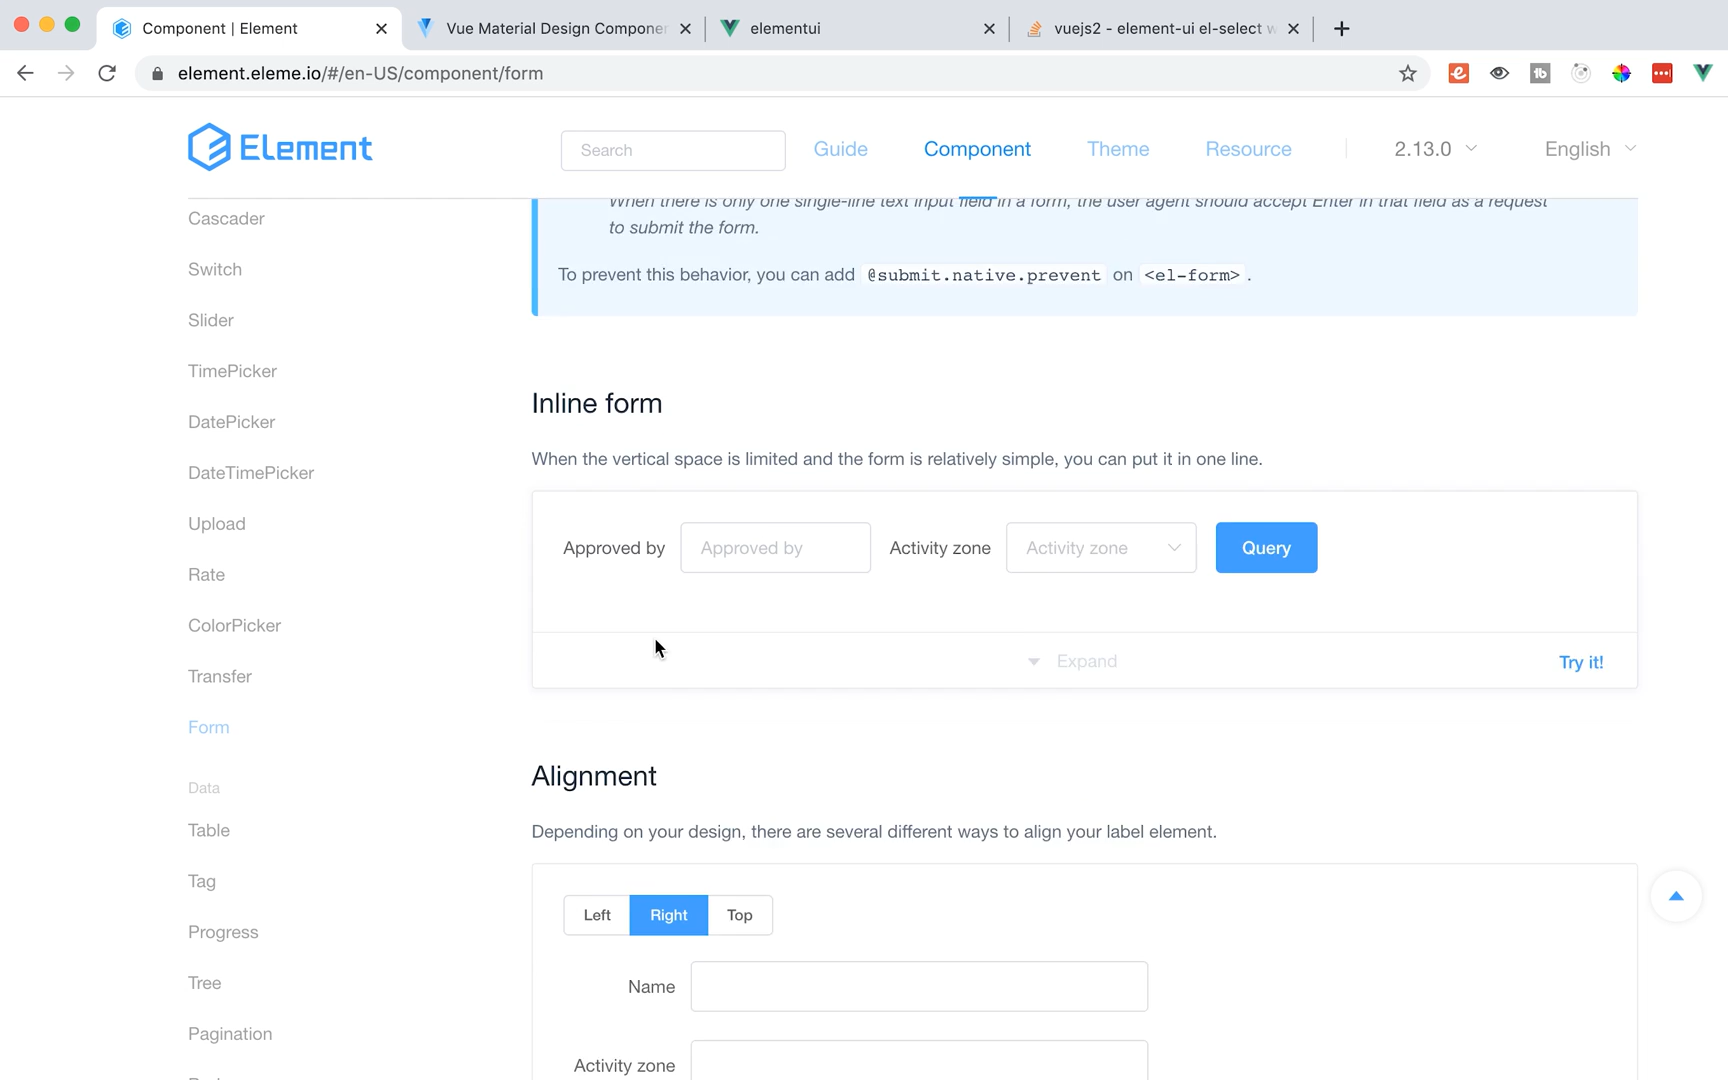 Component | Element
Vue Material Design Componen
elementui
vuejs2 - element-ui el-select w
element.eleme.io/#/en-US/component/form
Element
Search
Guide
Component
Theme
Resource
2.13.0
English
Cascader
Switch
Slider
TimePicker
DatePicker
DateTimePicker
Upload
Rate
ColorPicker
Transfer
Form
Data
Table
Tag
Progress
Tree
Pagination
When there is only one single-line text input field in a form, the user agent should accept Enter in that field as a request
to submit the form.
To prevent this behavior, you can add @submit.native.prevent on <el-form>.
Inline form
When the vertical space is limited and the form is relatively simple, you can put it in one line.
Approved by Approved by Activity zone Activity zone Query
Expand Try it!
Alignment
Depending on your design, there are several different ways to align your label element.
Left Right Top
Name
Activity zone